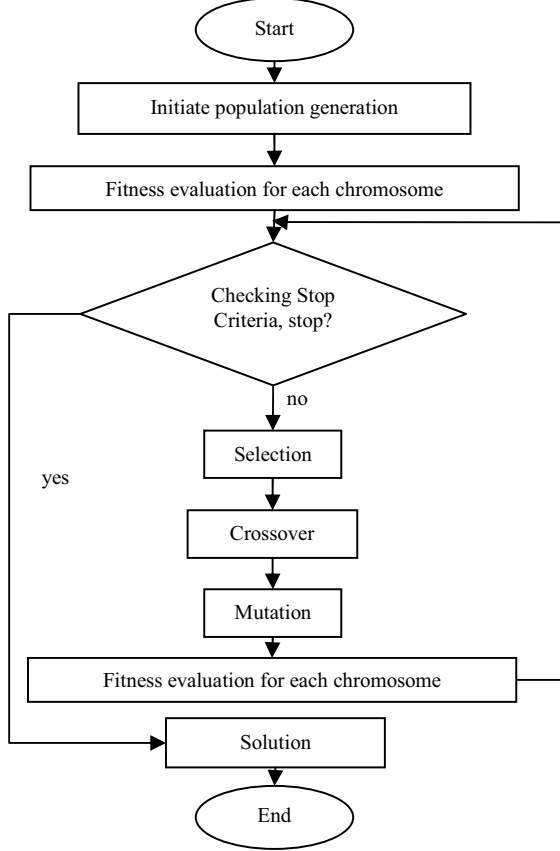 Start
Initiate population generation
Fitness evaluation for each chromosome
Checking Stop
Criteria, stop?
no
Selection
yes
Crossover
Mutation
Fitness evaluation for each chromosome
Solution
End